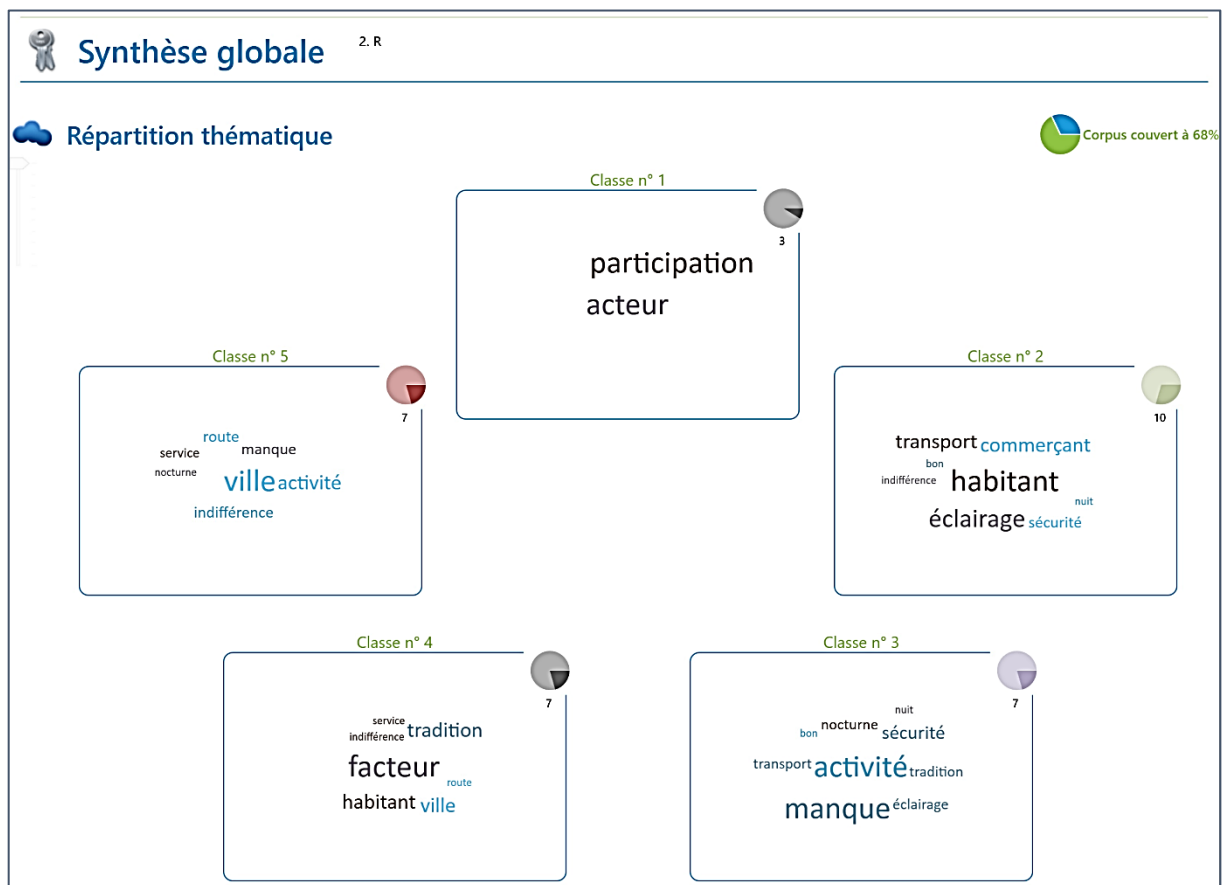 Synthèse globale 2. R
Répartition thématique
Corpus couvert à 68%
Classe n° 1
3
participation
acteur
Classe n° 5
7
route
service manque
nocturne
ville activité
indifférence
Classe n° 2
10
transport commerçant
bon
indifférence habitant
nuit
éclairage sécurité
Classe n° 4
7
service
indifférence tradition
facteur
route
habitant ville
Classe n° 3
7
nuit
bon nocturne sécurité
transport activité tradition
manque éclairage